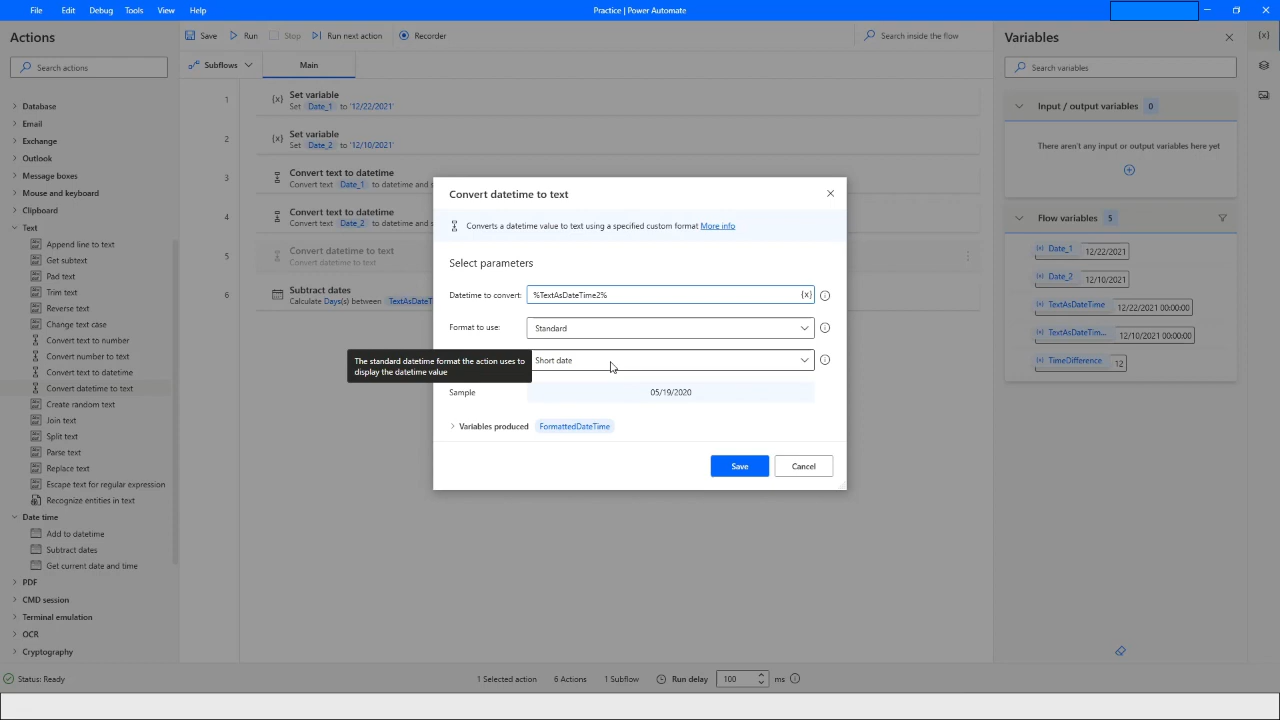 File Edit Debug Tools View Help
Practice | Power Automate
Actions
Search actions
Database
Email
Exchange
Outlook
Message boxes
Mouse and keyboard
Clipboard
Text
Append line to text
Get subtext
Pad text
Trim text
Reverse text
Change text case
Convert text to number
Convert number to text
Convert text to datetime
Convert datetime to text
Create random text
Join text
Split text
Parse text
Replace text
Escape text for regular expression
Recognize entities in text
Date time
Add to datetime
Subtract dates
Get current date and time
PDF
CMD session
Terminal emulation
OCR
Cryptography
Save Run Stop Run next action Recorder
Search inside the flow
Subflows Main
1 Set variable
Set Date_1 to '12/22/2021'
2 Set variable
Set Date_2 to '12/10/2021'
3 Convert text to datetime
Convert text Date_1 to datetime and s
4 Convert text to datetime
Convert text Date_2 to datetime and s
5 Convert datetime to text
Convert datetime to text
6 Subtract dates
Calculate Days(s) between TextAsDateT
Convert datetime to text
Converts a datetime value to text using a specified custom format More info
Select parameters
Datetime to convert: %TextAsDateTime2% {x}
Format to use: Standard
The standard datetime format the action uses to
display the datetime value
Short date
Sample 05/19/2020
Variables produced FormattedDateTime
Save Cancel
Variables
Search variables
Input / output variables 0
There aren't any input or output variables here yet
Flow variables 5
Date_1 12/22/2021
Date_2 12/10/2021
TextAsDateTime 12/22/2021 00:00:00
TextAsDateTim... 12/10/2021 00:00:00
TimeDifference 12
Status: Ready
1 Selected action 6 Actions 1 Subflow Run delay 100 ms